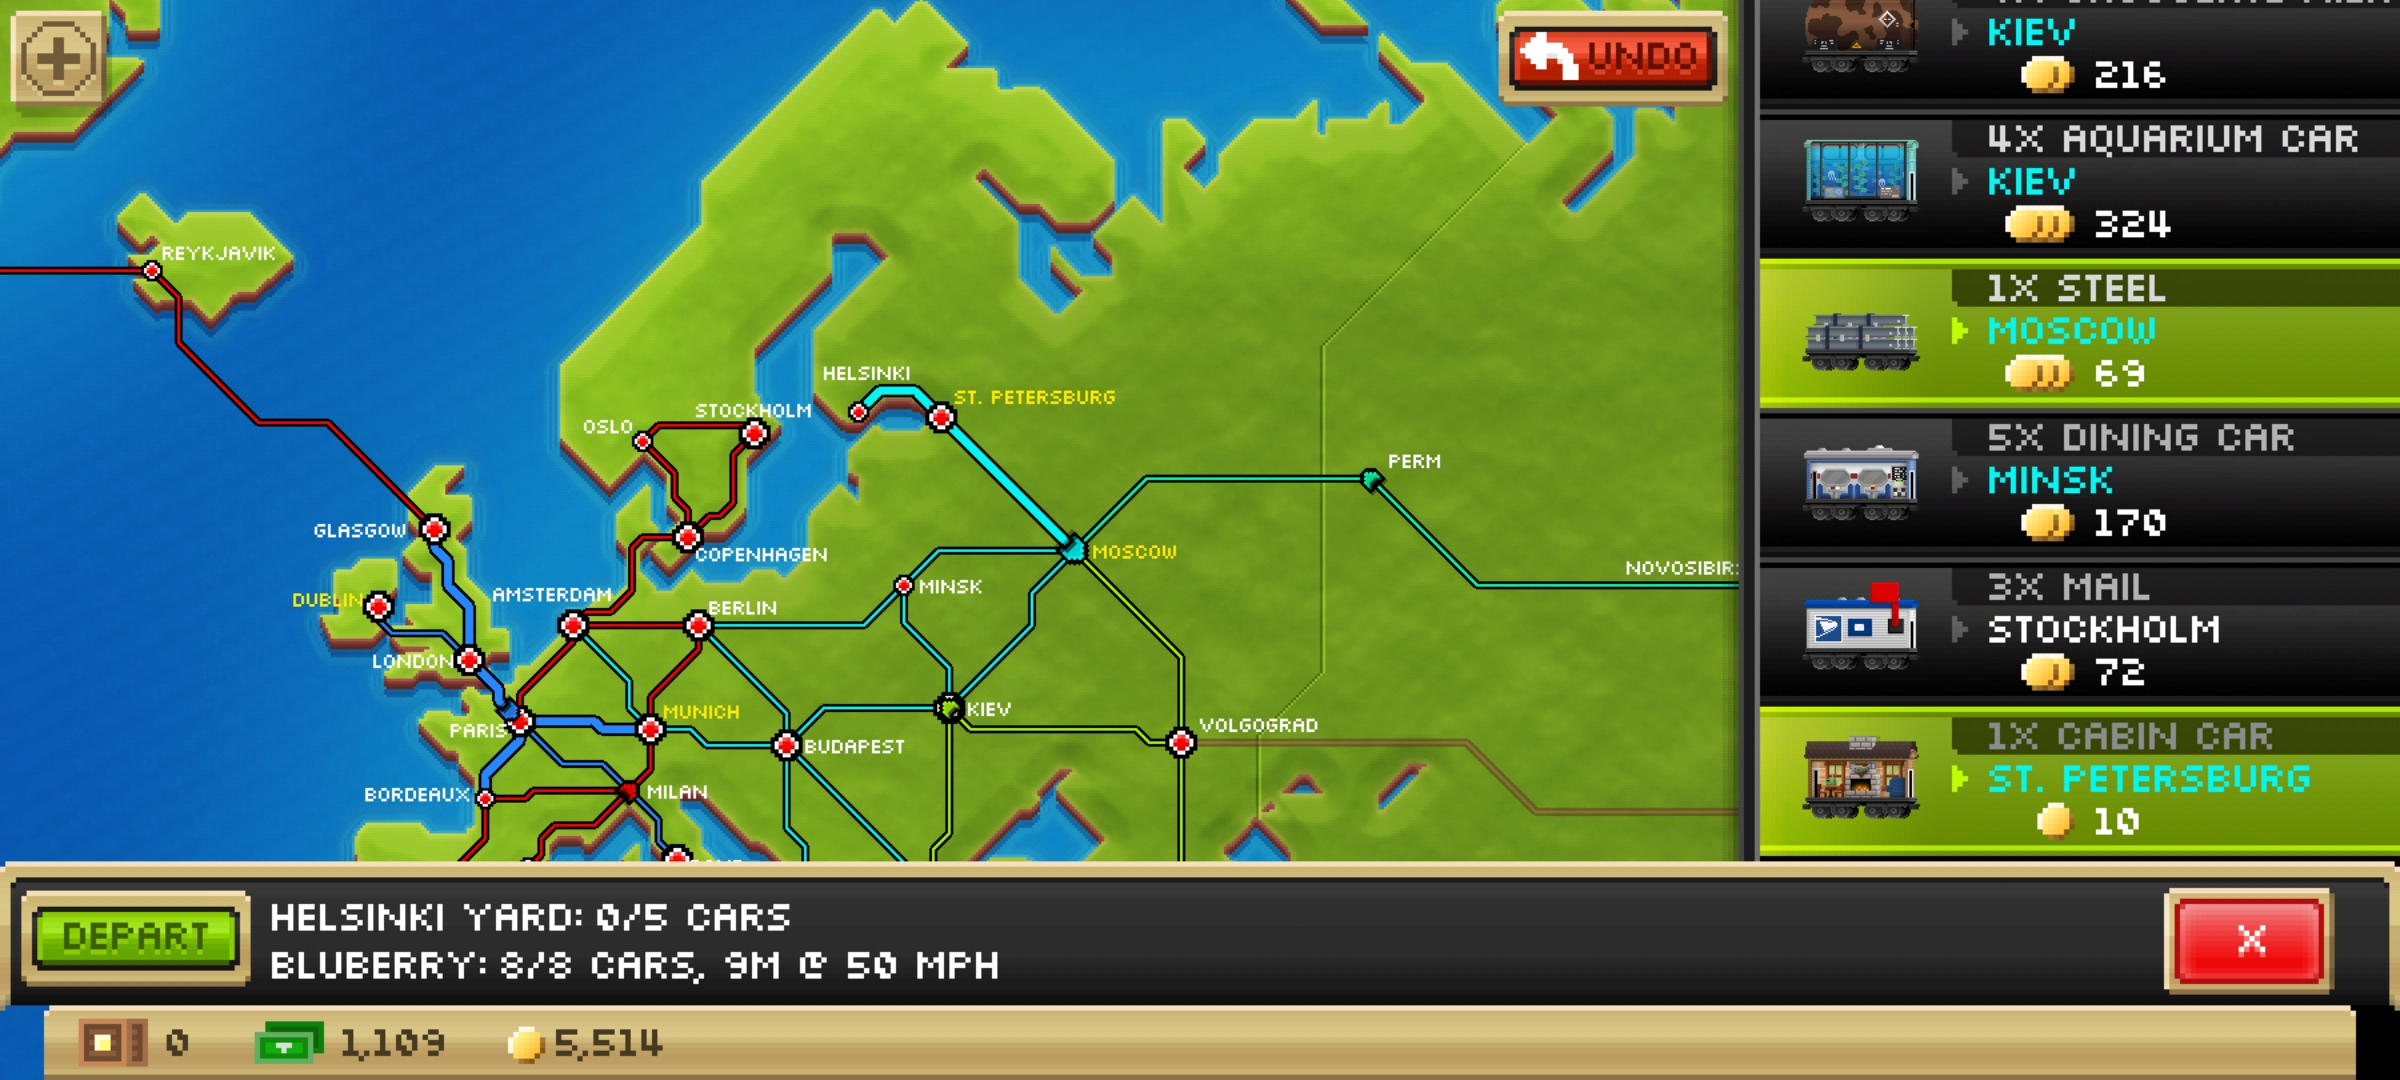 UNDO
KIEV
216
4X AQUARIUM CAR
KIEV
324
1X STEEL
MOSCOW
69
5X DINING CAR
MINSK
170
3X MAIL
STOCKHOLM
72
1X CABIN CAR
ST. PETERSBURG
10
REYKJAVIK
HELSINKI
ST. PETERSBURG
STOCKHOLM
OSLO
PERM
GLASGOW
COPENHAGEN
MOSCOW
NOVOSIBIR
MINSK
AMSTERDAM
DUBLIN
BERLIN
LONDON
MUNICH
KIEV
VOLGOGRAD
PARIS
BUDAPEST
BORDEAUX
MILAN
DEPART
HELSINKI YARD: 0/5 CARS
BLUBERRY: 8/8 CARS, 9M @ 50 MPH
X
0
1,109
5,514